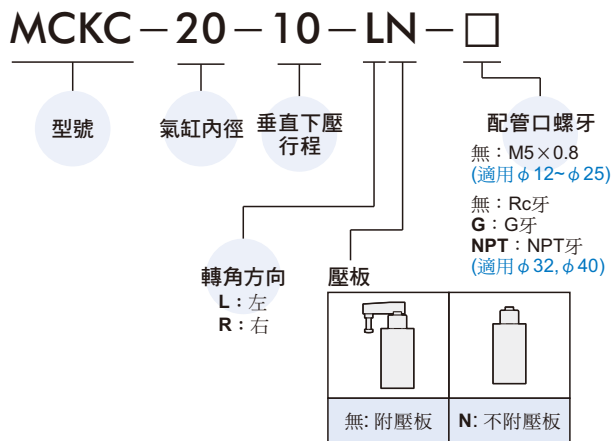 MCKC－20－10－LN－□
型號
氣缸內徑
垂直下壓
行程
配管口螺牙
無：M5×0.8
(適用φ12~φ25)
無：Rc牙
G：G牙
NPT：NPT牙
(適用φ32,φ40)
轉角方向
L：左
R：右
壓板
無: 附壓板
N: 不附壓板